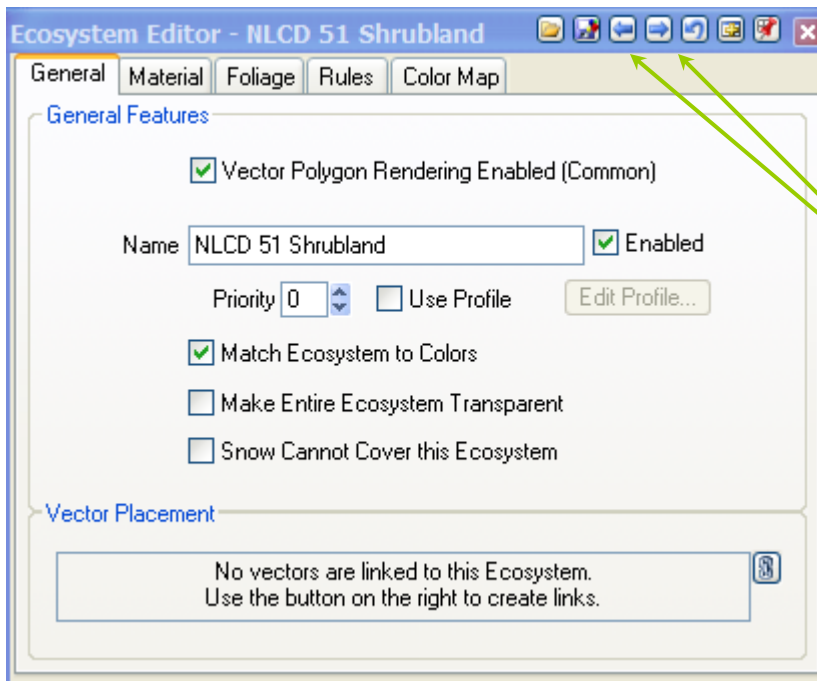 Ecosystem Editor - NLCD 51 Shrubland
General Material Foliage Rules Color Map
General Features
Vector Polygon Rendering Enabled (Common)
Name NLCD 51 Shrubland Enabled
Priority 0 Use Profile Edit Profile...
Match Ecosystem to Colors
Make Entire Ecosystem Transparent
Snow Cannot Cover this Ecosystem
Vector Placement
No vectors are linked to this Ecosystem.
Use the button on the right to create links.